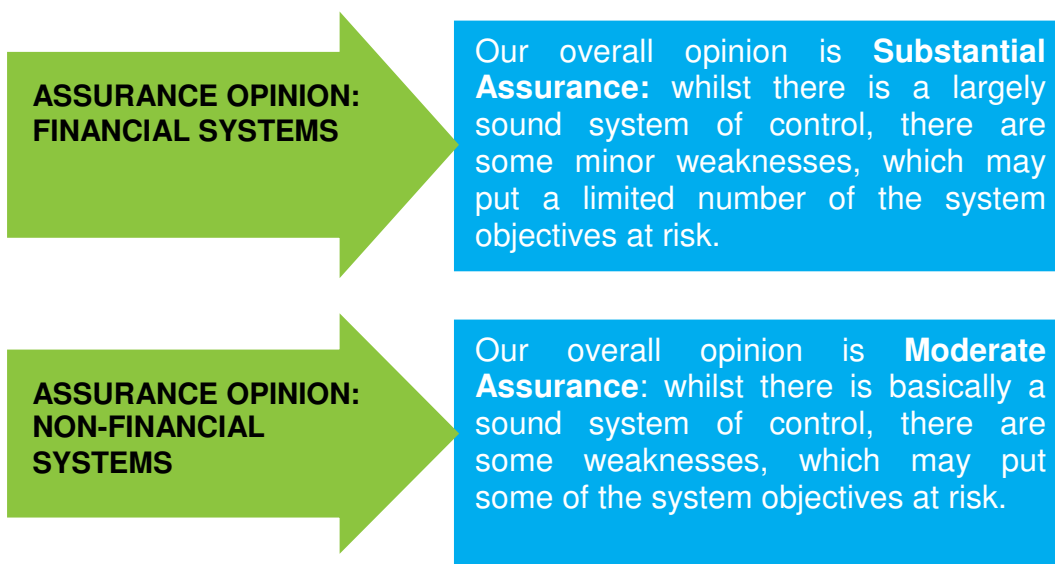 ASSURANCE OPINION:
FINANCIAL SYSTEMS
Our overall opinion is Substantial
Assurance: whilst there is a largely
sound system of control, there are
some minor weaknesses, which may
put a limited number of the system
objectives at risk.
ASSURANCE OPINION:
NON-FINANCIAL
SYSTEMS
Our overall opinion is Moderate
Assurance: whilst there is basically a
sound system of control, there are
some weaknesses, which may put
some of the system objectives at risk.